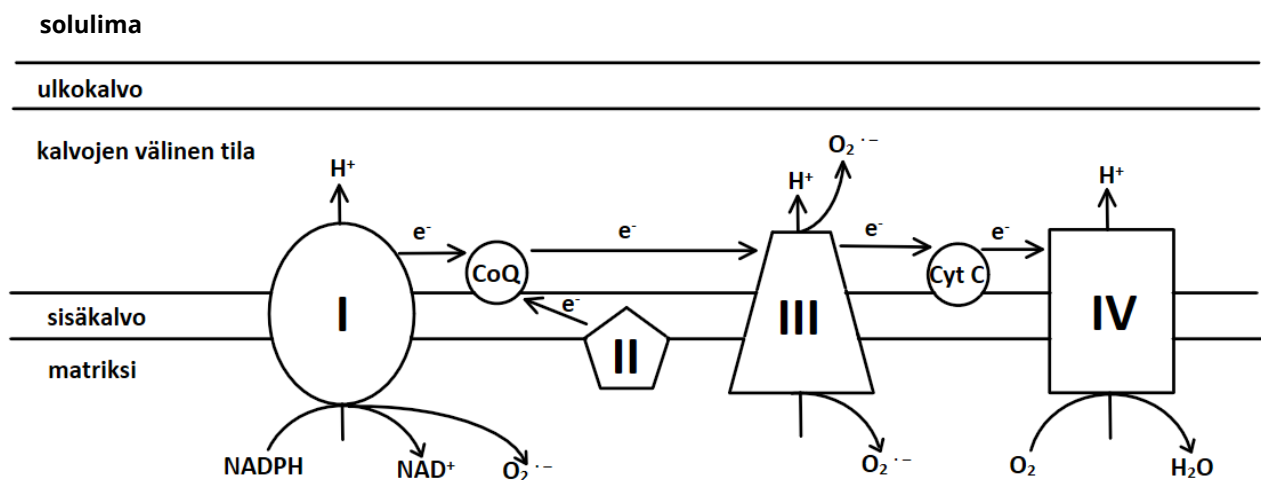 solulima
ulkokalvo
kalvojen välinen tila
O₂ ·−
H⁺
H⁺
H⁺
e⁻
e⁻
e⁻
e⁻
CoQ
Cyt C
e⁻
sisäkalvo
I
II
III
IV
matriksi
NADPH
NAD⁺
O₂ ·−
O₂ ·−
O₂
H₂O